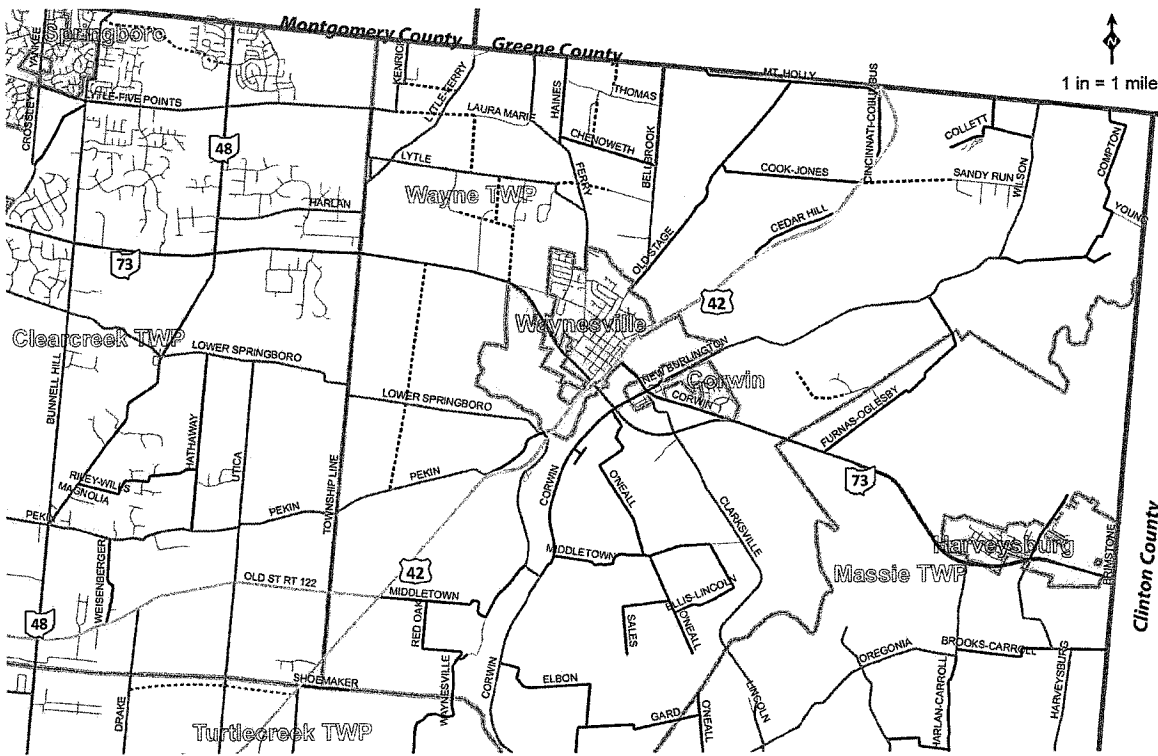 Springboro
Montgomery County
Greene County
N
1 in = 1 mile
YANKEE
CROSSLEY
LYTLE-FIVE POINTS
KENRICK
LYTLE-FERRY
LAURA MARIE
HAINES
THOMAS
MT. HOLLY
CINCINNATI-COLUMBUS
COLLETT
COMPTON
48
LYTLE
CHENOWETH
BELLBROOK
COOK-JONES
SANDY RUN
WILSON
FERRY
Wayne TWP
HARLAN
CEDAR HILL
YOUNG
73
OLD STAGE
42
Waynesville
Clearcreek TWP
LOWER SPRINGBORO
NEW BURLINGTON
Corwin
CORWIN
BUNNELL HILL
LOWER SPRINGBORO
FURNAS-OGLESBY
HATHAWAY
UTICA
RILEY-WILLS
MAGNOLIA
PEKIN
PEKIN
PEKIN
TOWNSHIP LINE
CORWIN
O'NEALL
CLARKSVILLE
73
Clinton County
Harveysburg
BRIMSTONE
Massie TWP
WEISENBERGER
OLD ST RT 122
42
MIDDLETOWN
MIDDLETOWN
RED OAK
48
ELLIS-LINCOLN
SALES
O'NEALL
BROOKS-CARROLL
OREGONIA
SHOEMAKER
DRAKE
WAYNESVILLE
CORWIN
ELBON
GARD
O'NEALL
LINCOLN
HARLAN-CARROLL
HARVEYSBURG
Turtlecreek TWP